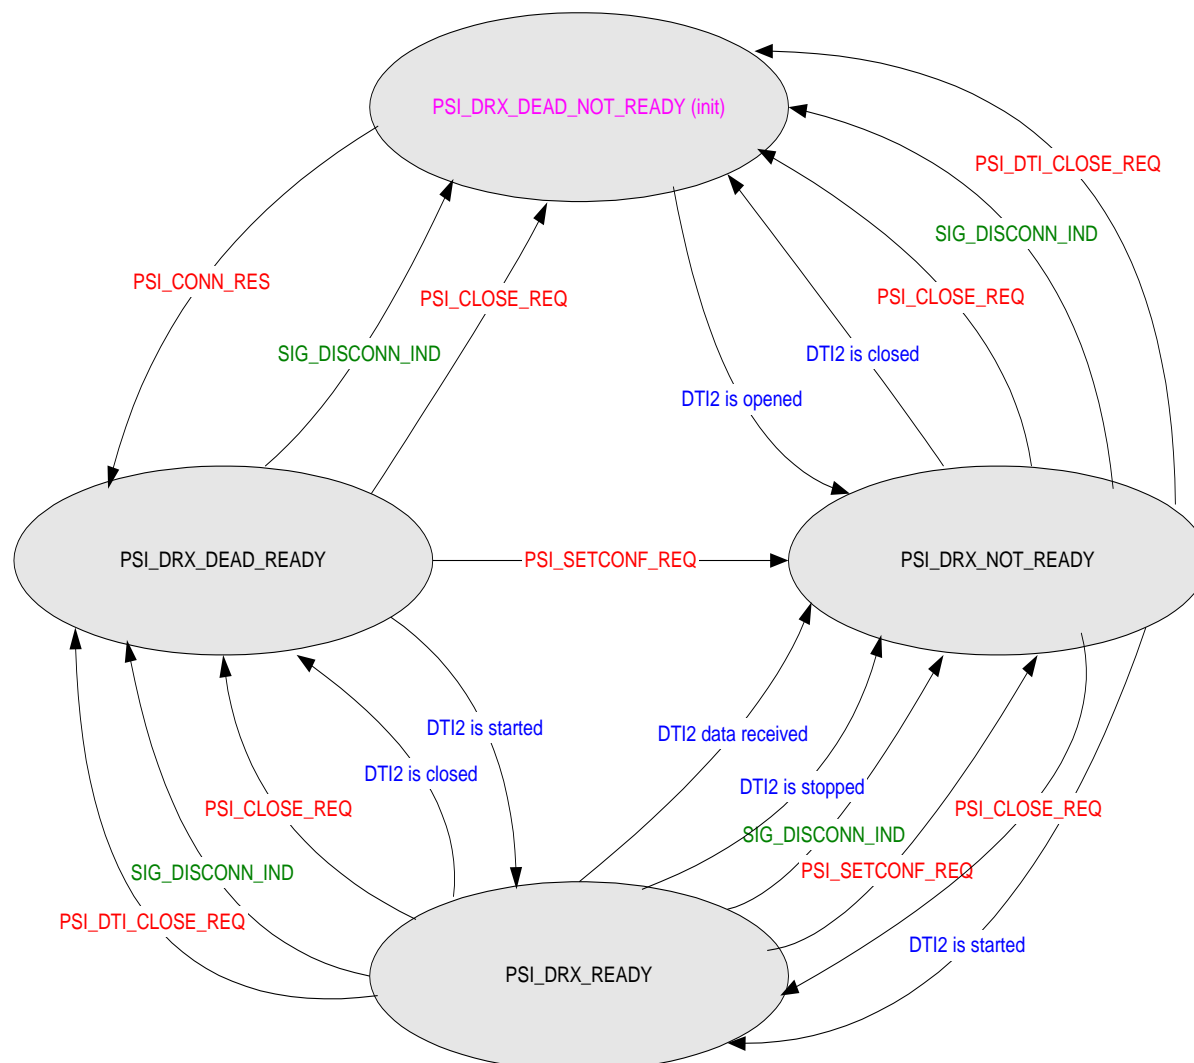 PSI_DRX_DEAD_NOT_READY (init)
PSI_DTI_CLOSE_REQ
SIG_DISCONN_IND
PSI_CONN_RES
PSI_CLOSE_REQ
PSI_CLOSE_REQ
SIG_DISCONN_IND
DTI2 is closed
DTI2 is opened
PSI_DRX_DEAD_READY
PSI_SETCONF_REQ
PSI_DRX_NOT_READY
DTI2 is started
DTI2 data received
DTI2 is closed
DTI2 is stopped
PSI_CLOSE_REQ
PSI_CLOSE_REQ
SIG_DISCONN_IND
SIG_DISCONN_IND
PSI_SETCONF_REQ
PSI_DTI_CLOSE_REQ
DTI2 is started
PSI_DRX_READY